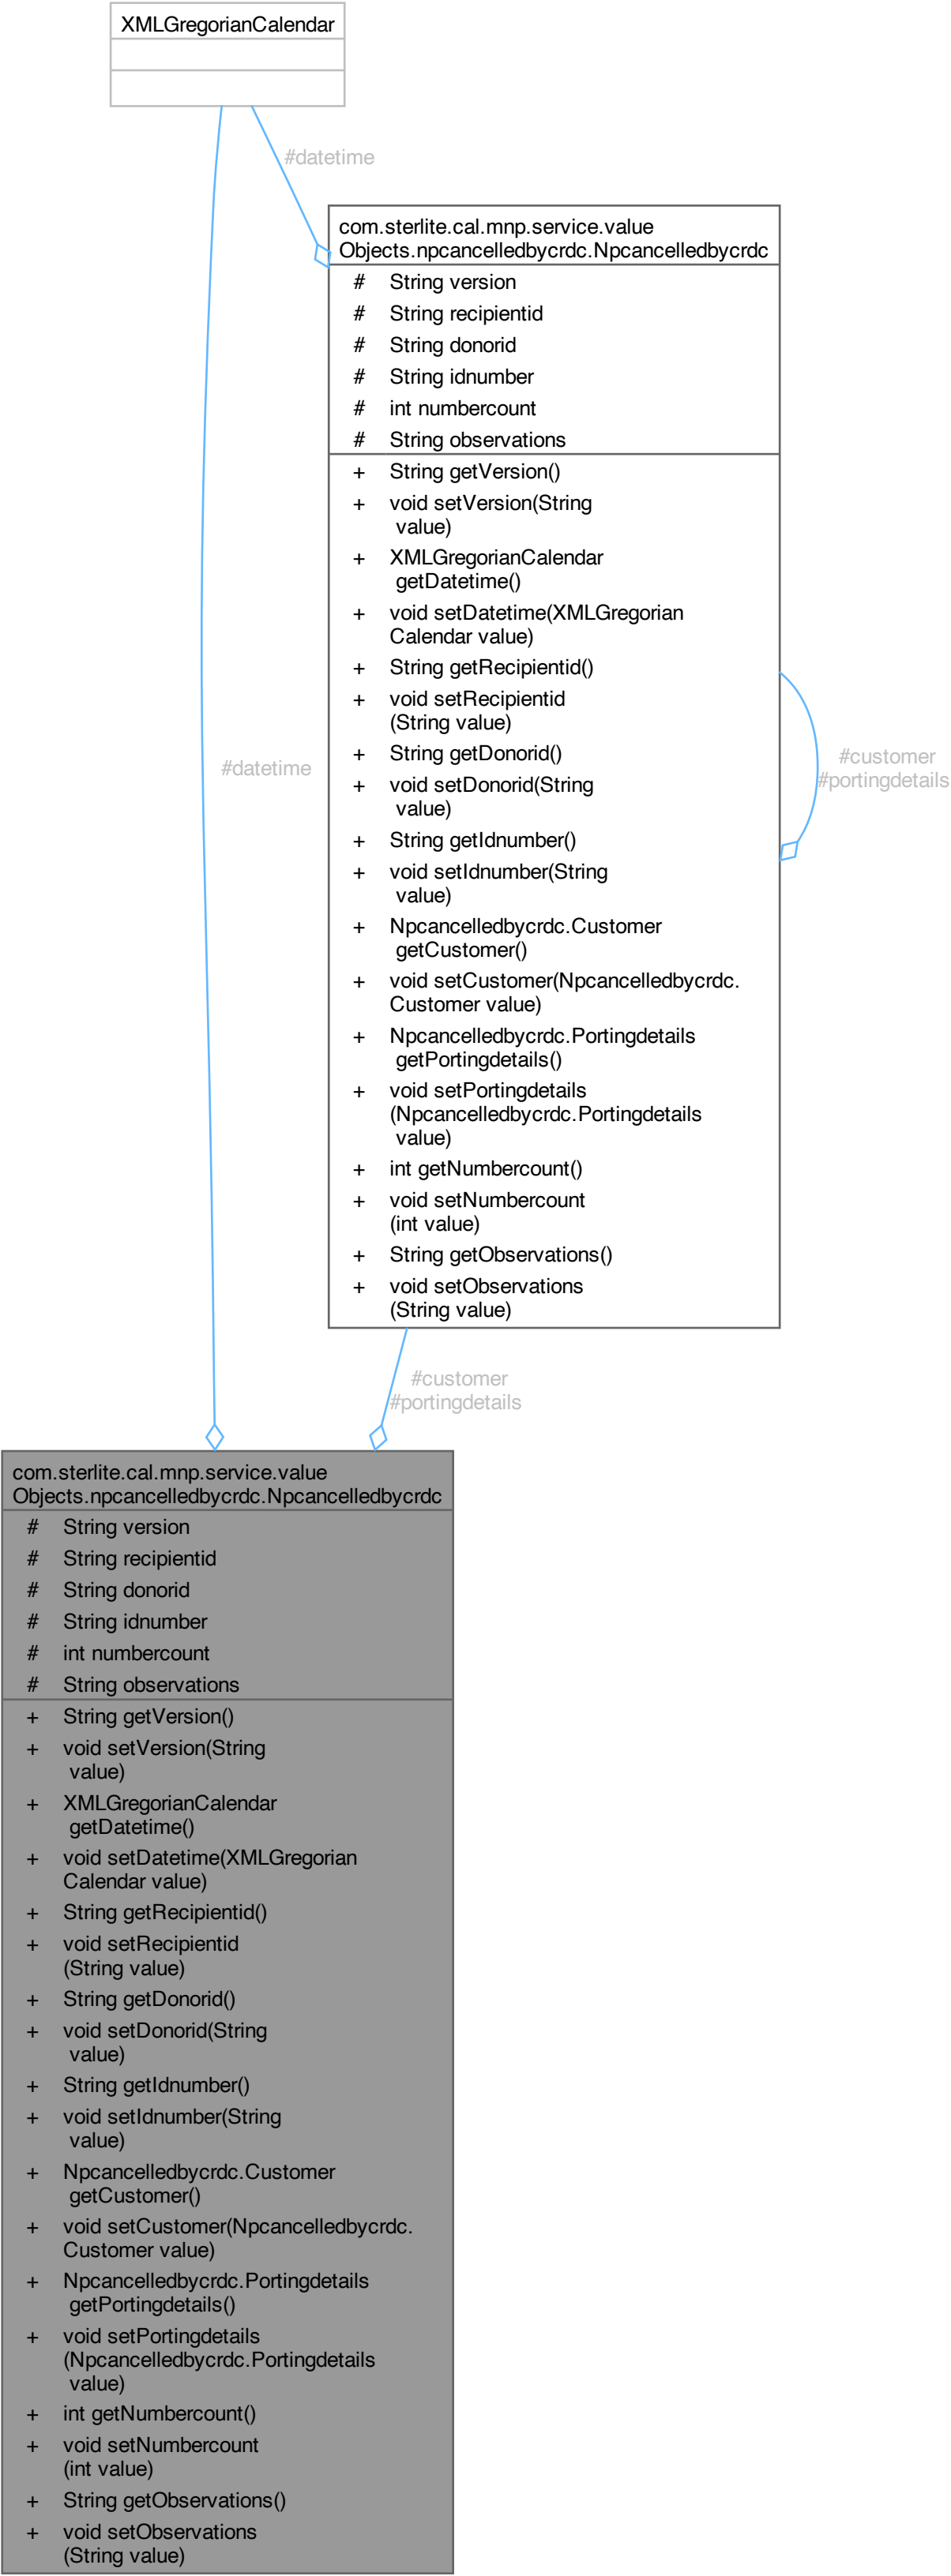 XMLGregorianCalendar
#datetime
com.sterlite.cal.mnp.service.value
Objects.npcancelledbycrdc.Npcancelledbycrdc
# String version
# String recipientid
# String donorid
# String idnumber
# int numbercount
# String observations
+ String getVersion()
+ void setVersion(String
value)
+ XMLGregorianCalendar
getDatetime()
+ void setDatetime(XMLGregorian
Calendar value)
+ String getRecipientid()
+ void setRecipientid
(String value)
+ String getDonorid()
+ void setDonorid(String
value)
+ String getIdnumber()
+ void setIdnumber(String
value)
+ Npcancelledbycrdc.Customer
getCustomer()
+ void setCustomer(Npcancelledbycrdc.
Customer value)
+ Npcancelledbycrdc.Portingdetails
getPortingdetails()
+ void setPortingdetails
(Npcancelledbycrdc.Portingdetails
value)
+ int getNumbercount()
+ void setNumbercount
(int value)
+ String getObservations()
+ void setObservations
(String value)
#datetime
#customer
#portingdetails
#customer
#portingdetails
com.sterlite.cal.mnp.service.value
Objects.npcancelledbycrdc.Npcancelledbycrdc
# String version
# String recipientid
# String donorid
# String idnumber
# int numbercount
# String observations
+ String getVersion()
+ void setVersion(String
value)
+ XMLGregorianCalendar
getDatetime()
+ void setDatetime(XMLGregorian
Calendar value)
+ String getRecipientid()
+ void setRecipientid
(String value)
+ String getDonorid()
+ void setDonorid(String
value)
+ String getIdnumber()
+ void setIdnumber(String
value)
+ Npcancelledbycrdc.Customer
getCustomer()
+ void setCustomer(Npcancelledbycrdc.
Customer value)
+ Npcancelledbycrdc.Portingdetails
getPortingdetails()
+ void setPortingdetails
(Npcancelledbycrdc.Portingdetails
value)
+ int getNumbercount()
+ void setNumbercount
(int value)
+ String getObservations()
+ void setObservations
(String value)